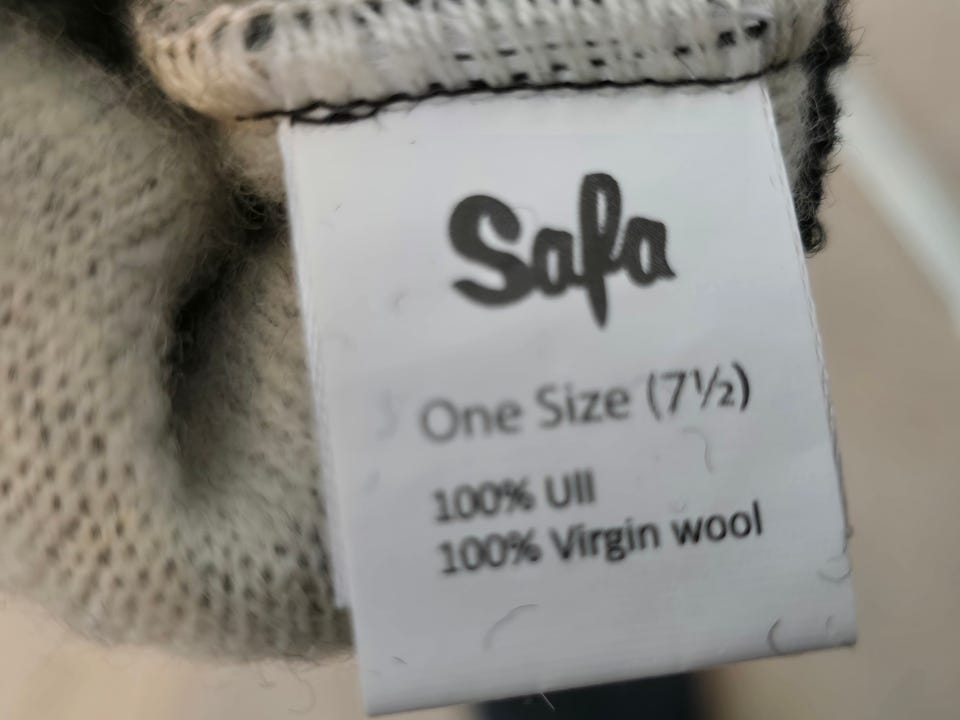 Safa
One Size (7½)
100% Ull
100% Virgin wool